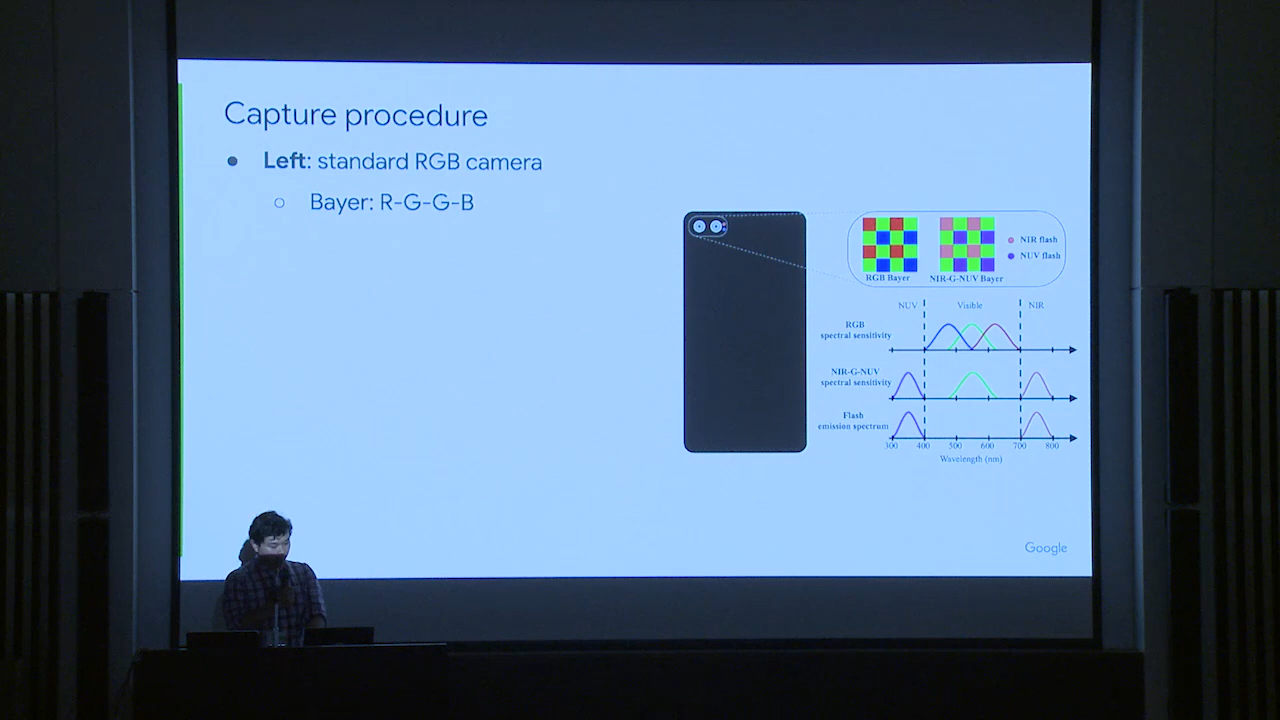 Capture procedure
● Left: standard RGB camera
○ Bayer: R-G-G-B
NIR flash
NUV flash
RGB Bayer
NIR-G-NUV Bayer
NUV
Visible
NIR
RGB
spectral sensitivity
NIR-G-NUV
spectral sensitivity
Flash
emission spectrum
300 400 500 600 700 800
Wavelength (nm)
Google